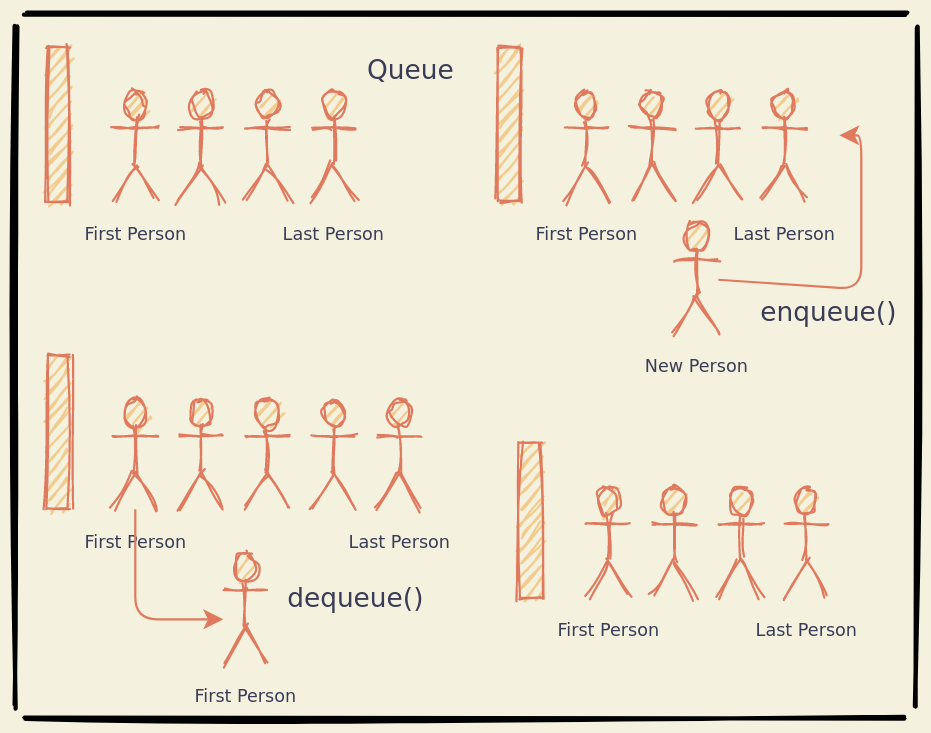 Queue
First Person
Last Person
First Person
Last Person
enqueue()
New Person
First Person
Last Person
dequeue()
First Person
First Person
Last Person